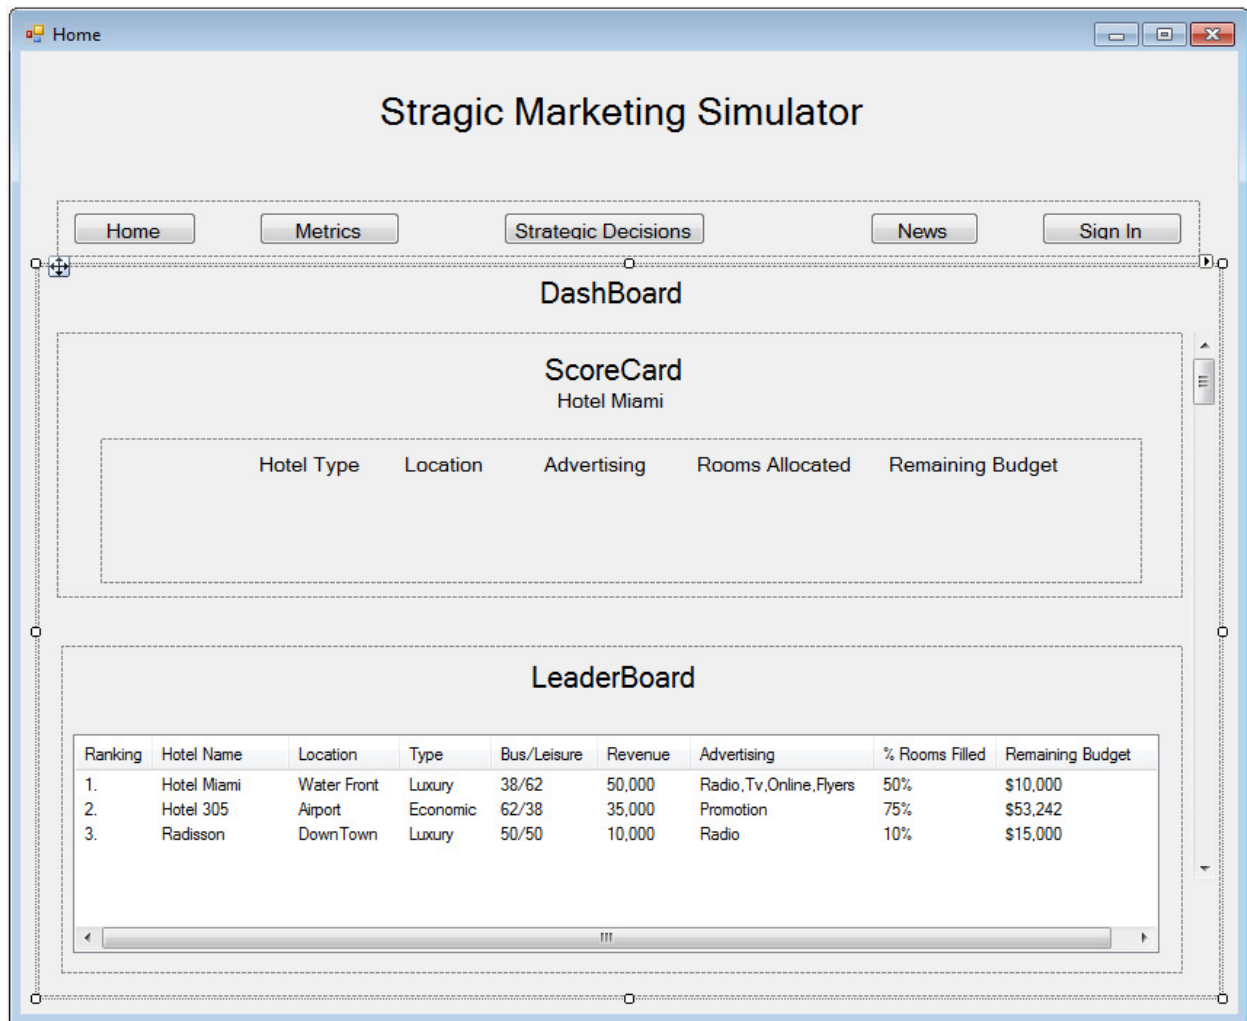 Home
Stragic Marketing Simulator
Home Metrics Strategic Decisions News Sign In
DashBoard
ScoreCard
Hotel Miami
Hotel Type Location Advertising Rooms Allocated Remaining Budget
LeaderBoard
Ranking Hotel Name Location Type Bus/Leisure Revenue Advertising % Rooms Filled Remaining Budget
1. Hotel Miami Water Front Luxury 38/62 50,000 Radio,Tv,Online,Flyers 50% $10,000
2. Hotel 305 Airport Economic 62/38 35,000 Promotion 75% $53,242
3. Radisson DownTown Luxury 50/50 10,000 Radio 10% $15,000